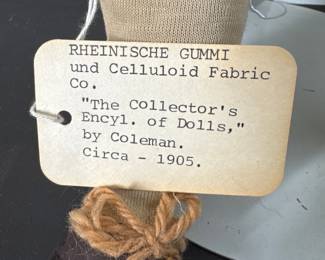 RHEINISCHE GUMMI
und Celluloid Fabric
Co.
"The Collector's
Encyl. of Dolls,"
by Coleman.
Circa - 1905.